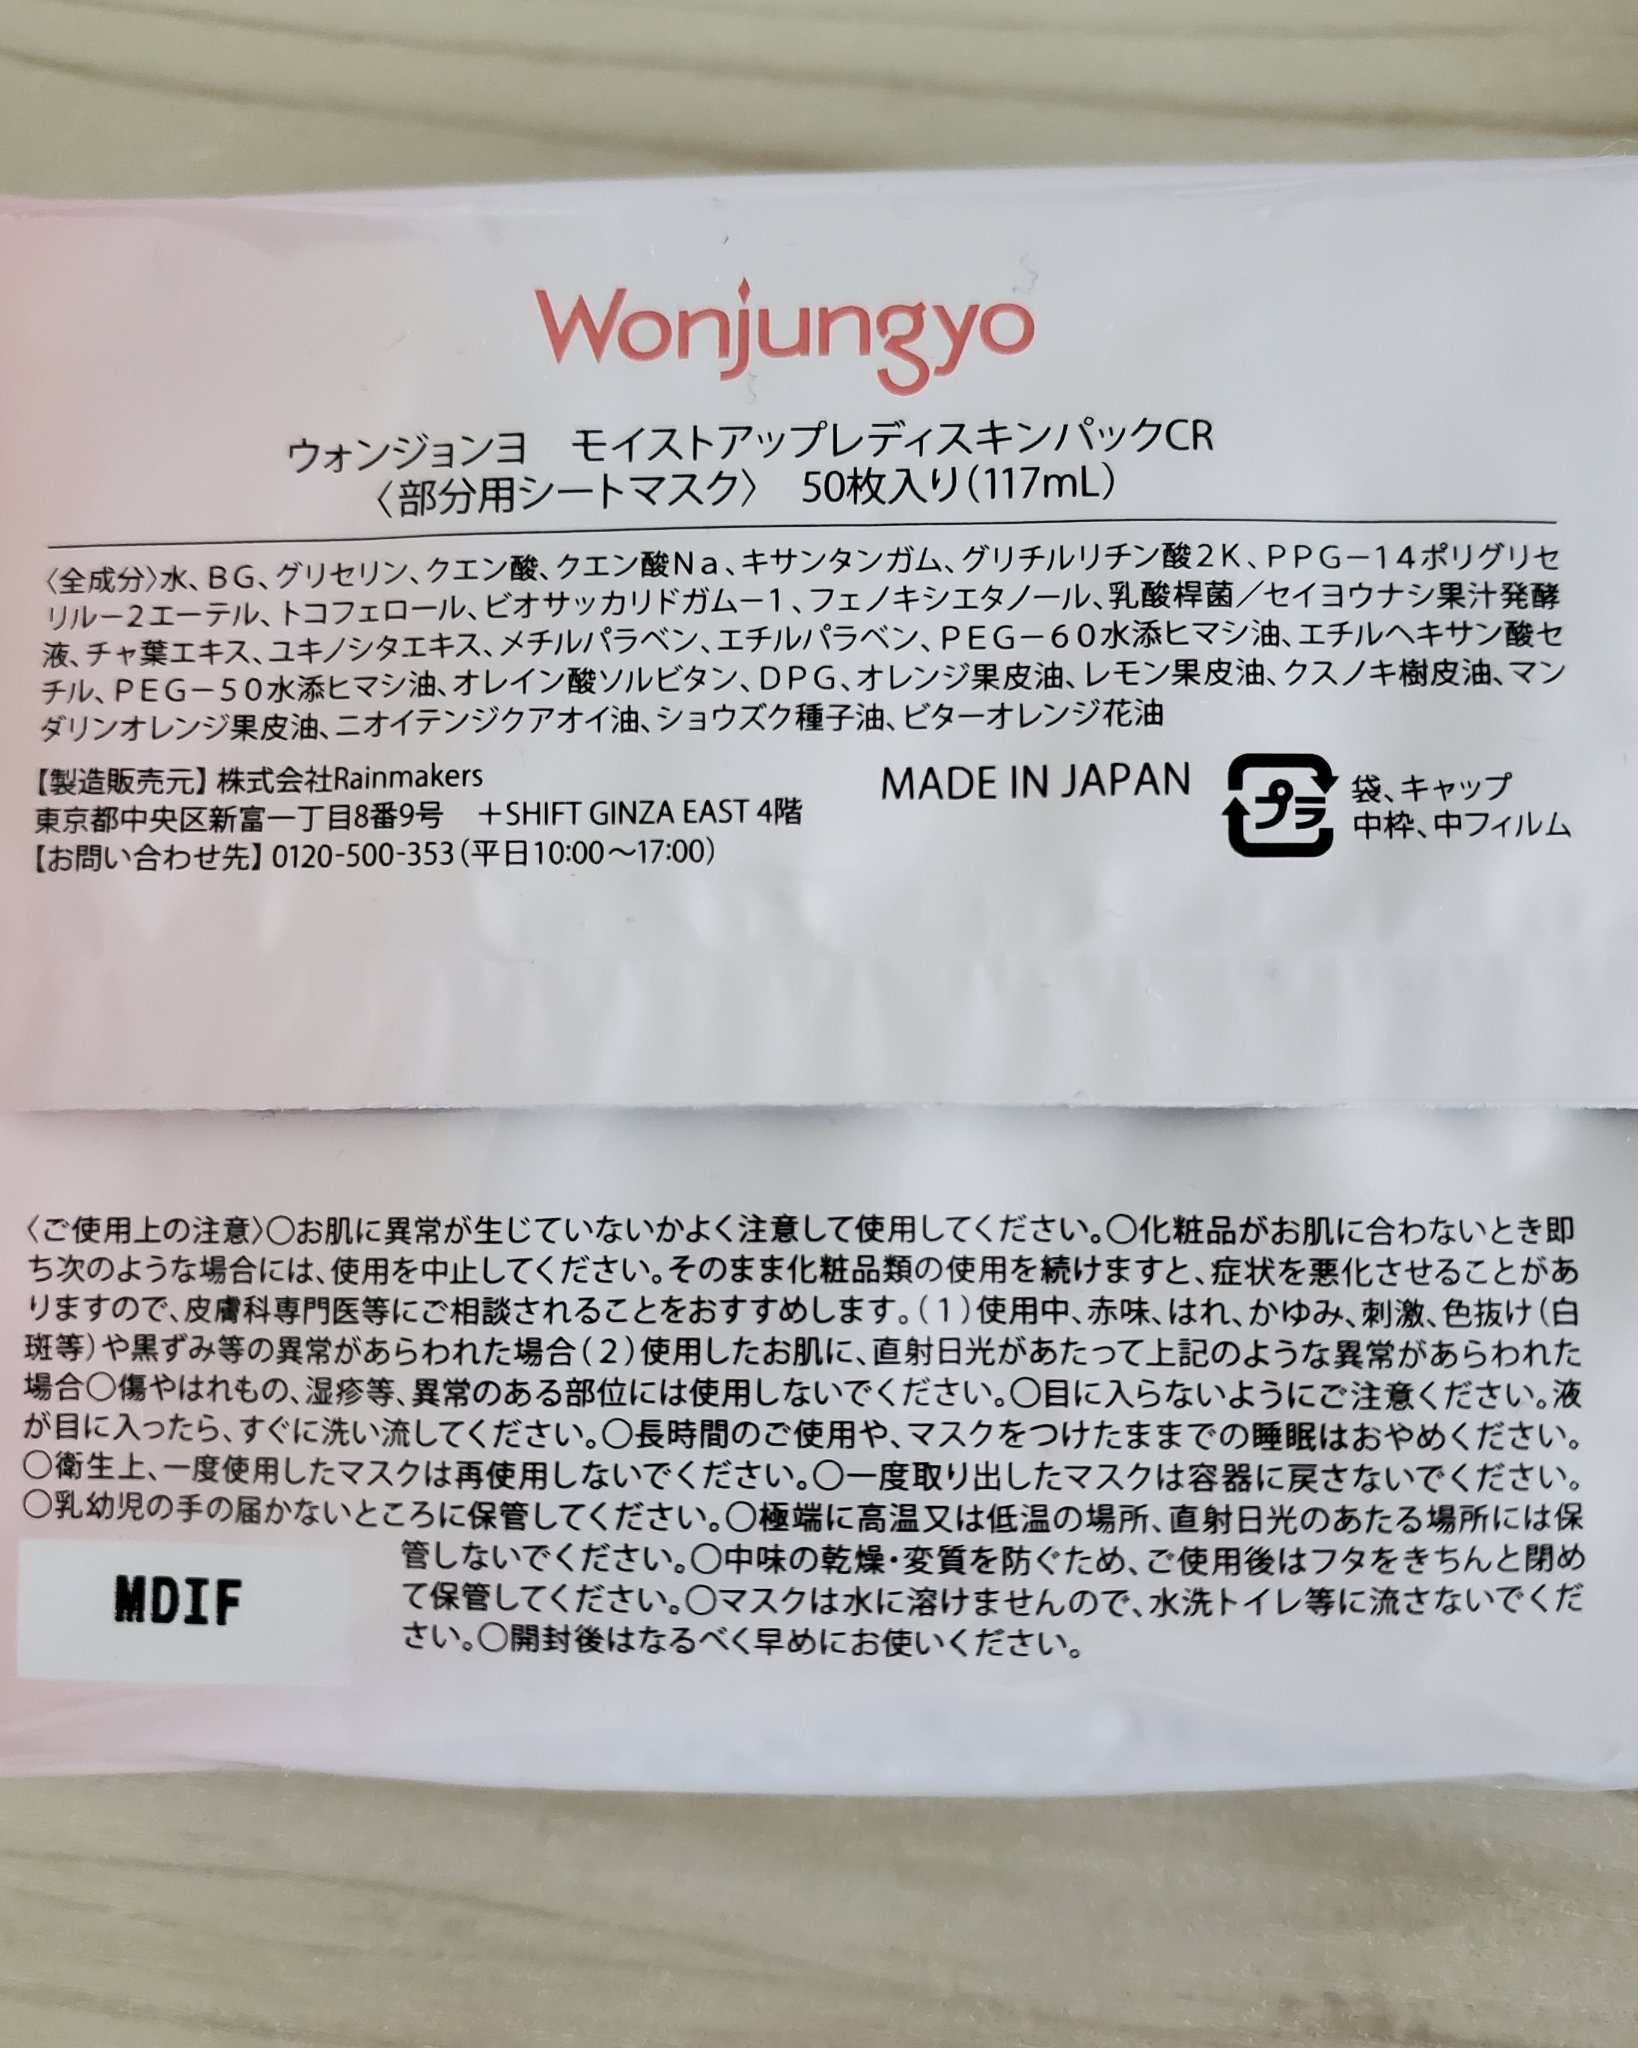 Wonjungyo
ウォンジョンヨ　モイストアップレディスキンパックCR
〈部分用シートマスク〉　50枚入り（117mL）
〈全成分〉水、BG、グリセリン、クエン酸、クエン酸Na、キサンタンガム、グリチルリチン酸2K、PPG－14ポリグリセ
リル－2エーテル、トコフェロール、ビオサッカリドガム－1、フェノキシエタノール、乳酸桿菌／セイヨウナシ果汁発酵
液、チャ葉エキス、ユキノシタエキス、メチルパラベン、エチルパラベン、PEG－60水添ヒマシ油、エチルヘキサン酸セ
チル、PEG－50水添ヒマシ油、オレイン酸ソルビタン、DPG、オレンジ果皮油、レモン果皮油、クスノキ樹皮油、マン
ダリンオレンジ果皮油、ニオイテンジクアオイ油、ショウズク種子油、ビターオレンジ花油
【製造販売元】株式会社Rainmakers
東京都中央区新富一丁目8番9号　＋SHIFT GINZA EAST 4階
【お問い合わせ先】0120-500-353（平日10:00～17:00）
MADE IN JAPAN
プラ
袋、キャップ
中枠、中フィルム
〈ご使用上の注意〉〇お肌に異常が生じていないかよく注意して使用してください。〇化粧品がお肌に合わないとき即
ち次のような場合には、使用を中止してください。そのまま化粧品類の使用を続けますと、症状を悪化させることがあ
りますので、皮膚科専門医等にご相談されることをおすすめします。（1）使用中、赤味、はれ、かゆみ、刺激、色抜け（白
斑等）や黒ずみ等の異常があらわれた場合（2）使用したお肌に、直射日光があたって上記のような異常があらわれた
場合〇傷やはれもの、湿疹等、異常のある部位には使用しないでください。〇目に入らないようにご注意ください。液
が目に入ったら、すぐに洗い流してください。〇長時間のご使用や、マスクをつけたままでの睡眠はおやめください。
〇衛生上、一度使用したマスクは再使用しないでください。〇一度取り出したマスクは容器に戻さないでください。
〇乳幼児の手の届かないところに保管してください。〇極端に高温又は低温の場所、直射日光のあたる場所には保
管しないでください。〇中味の乾燥・変質を防ぐため、ご使用後はフタをきちんと閉め
て保管してください。〇マスクは水に溶けませんので、水洗トイレ等に流さないでくだ
さい。〇開封後はなるべく早めにお使いください。
MDIF